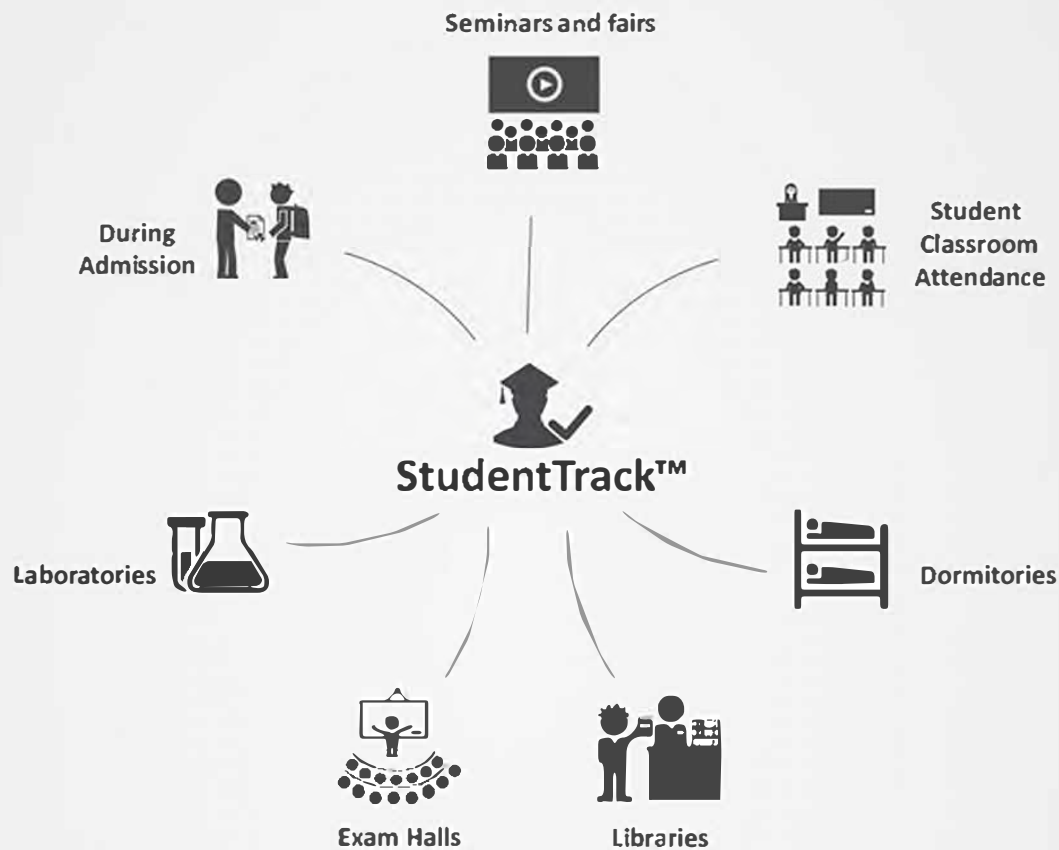 Seminars and fairs
During
Admission
Student
Classroom
Attendance
StudentTrack™
Laboratories
Dormitories
Exam Halls
Libraries